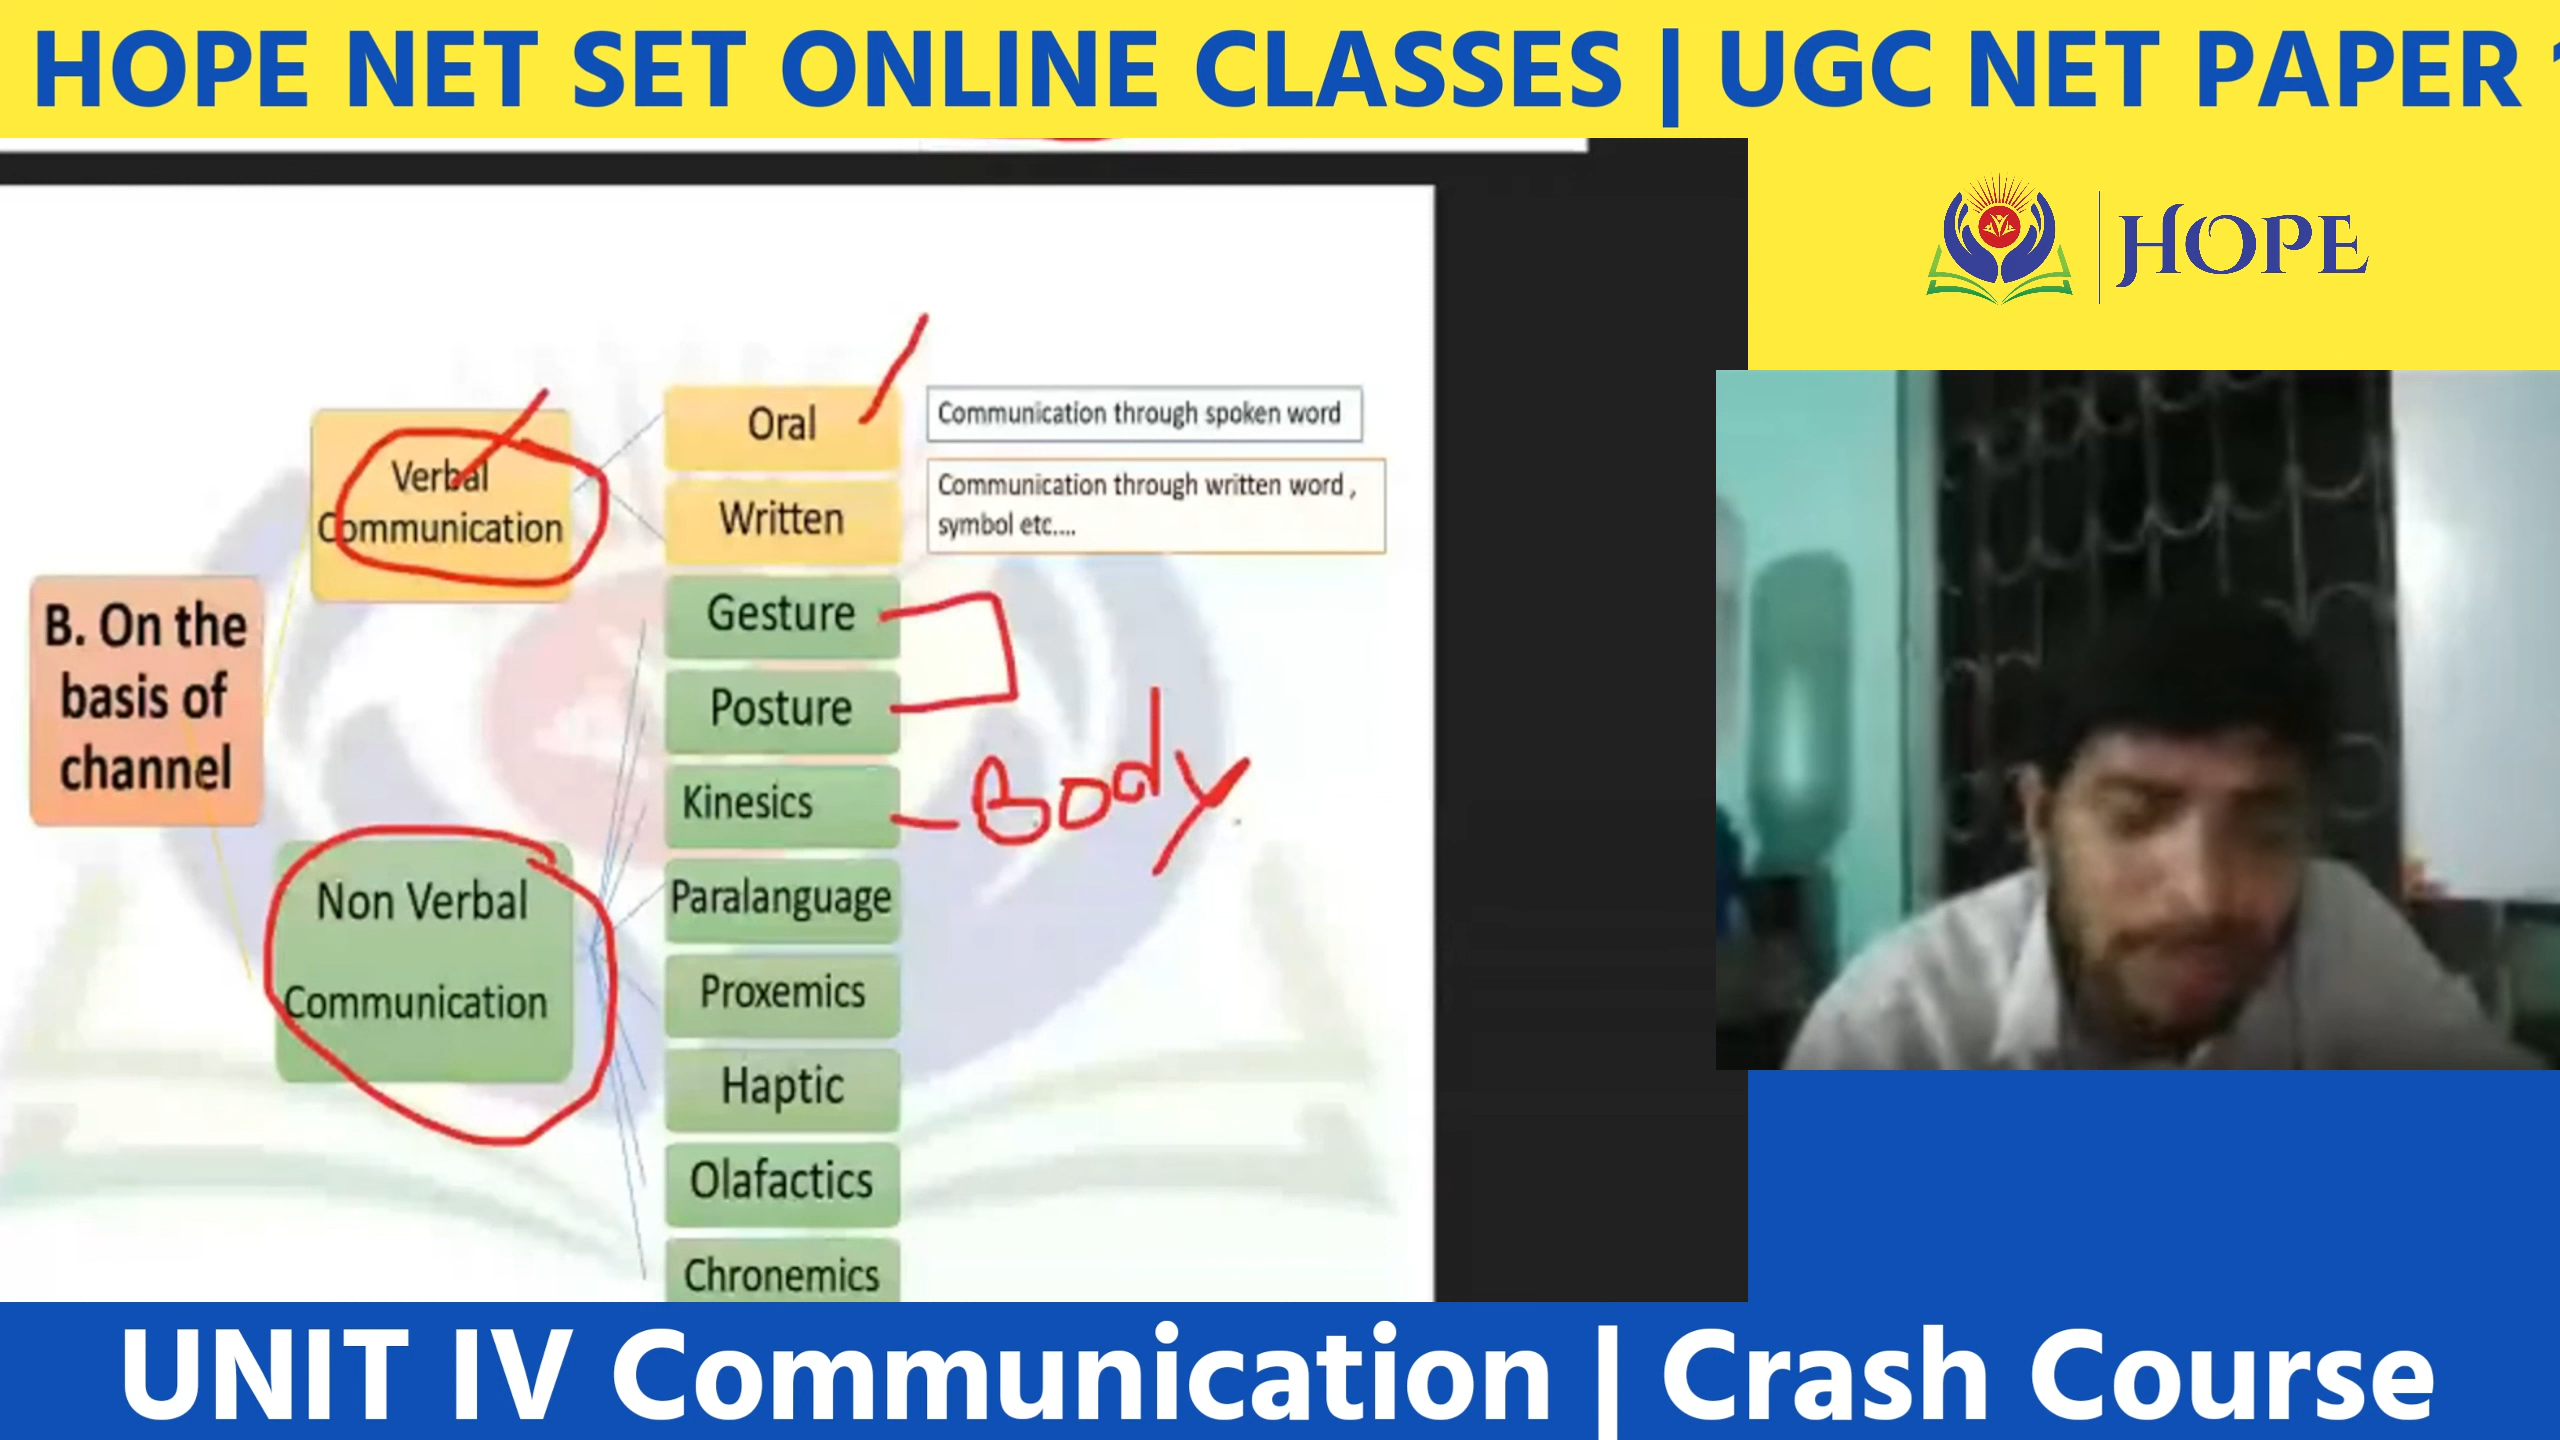 HOPE NET SET ONLINE CLASSES | UGC NET PAPER
HOPE
Oral
Communication through spoken word
Verbal
Communication
Written
Communication through written word ,
symbol etc....
B. On the
basis of
channel
Gesture
Posture
Kinesics
Body
Non Verbal
Communication
Paralanguage
Proxemics
Haptic
Olafactics
Chronemics
UNIT IV Communication | Crash Course